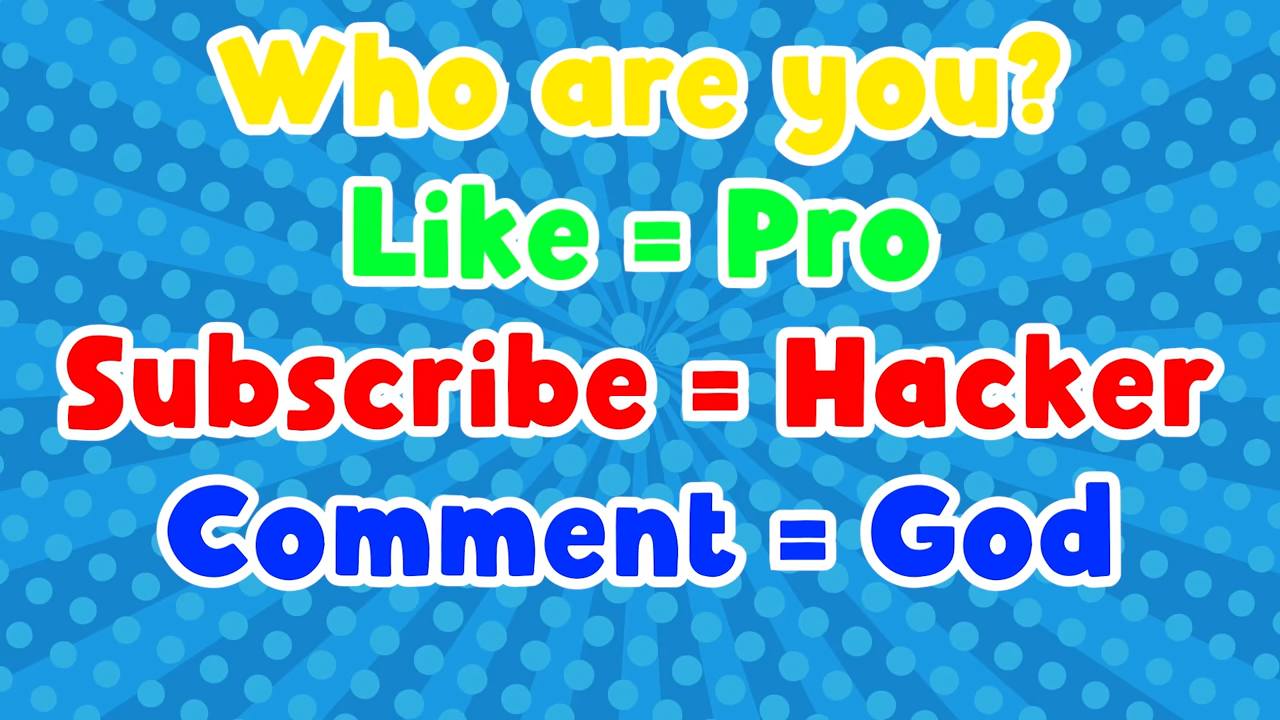 Who are you?
Like = Pro
Subscribe = Hacker
Comment = God